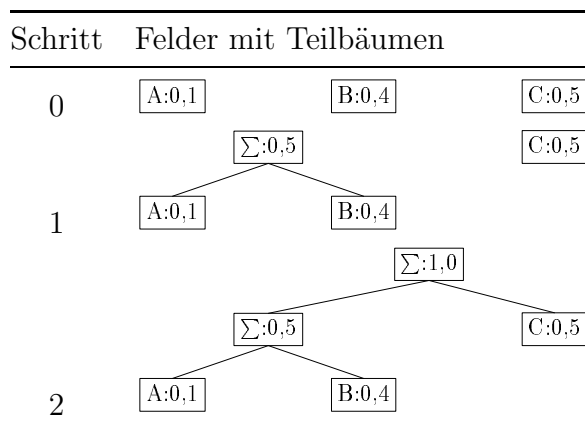 Schritt Felder mit Teilbäumen
0 A:0,1 B:0,4 C:0,5
∑:0,5 C:0,5
1 A:0,1 B:0,4
∑:1,0
∑:0,5 C:0,5
2 A:0,1 B:0,4